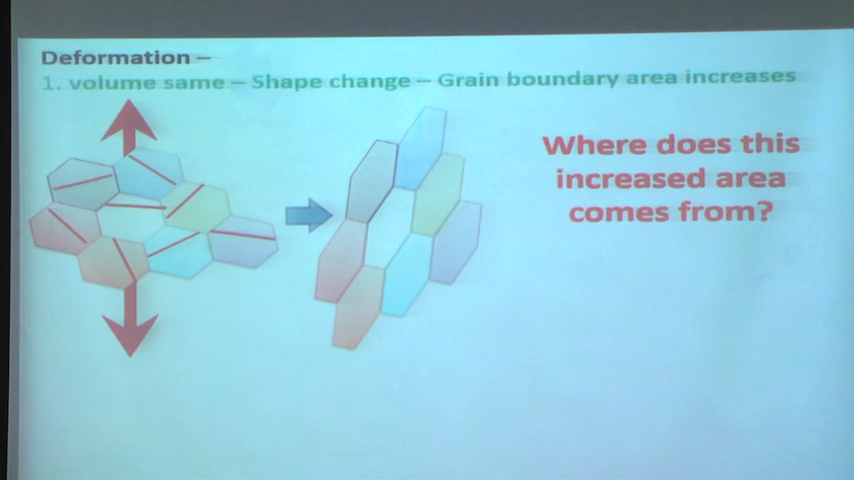 Deformation –
1. volume same – Shape change – Grain boundary area increases
Where does this
increased area
comes from?